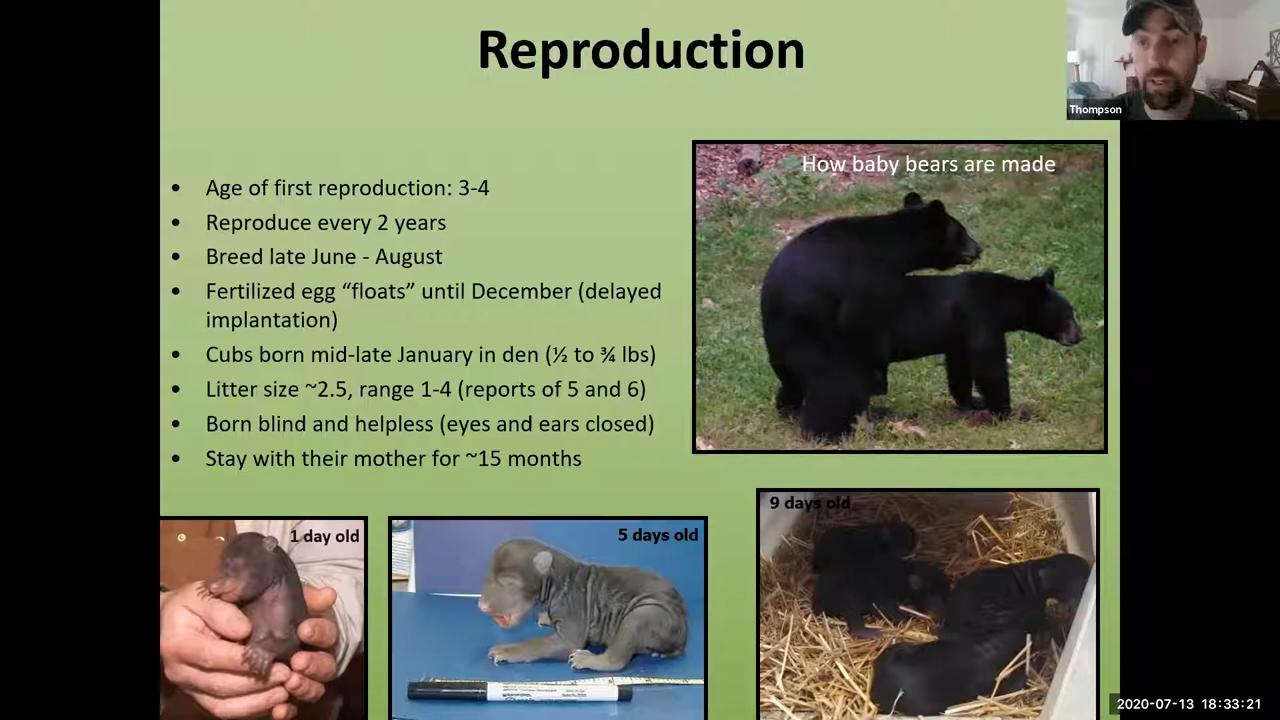 Reproduction
Thompson
How baby bears are made
• Age of first reproduction: 3-4
• Reproduce every 2 years
• Breed late June - August
• Fertilized egg “floats” until December (delayed
implantation)
• Cubs born mid-late January in den (½ to ¾ lbs)
• Litter size ~2.5, range 1-4 (reports of 5 and 6)
• Born blind and helpless (eyes and ears closed)
• Stay with their mother for ~15 months
1 day old
5 days old
9 days old
2020-07-13 18:33:21